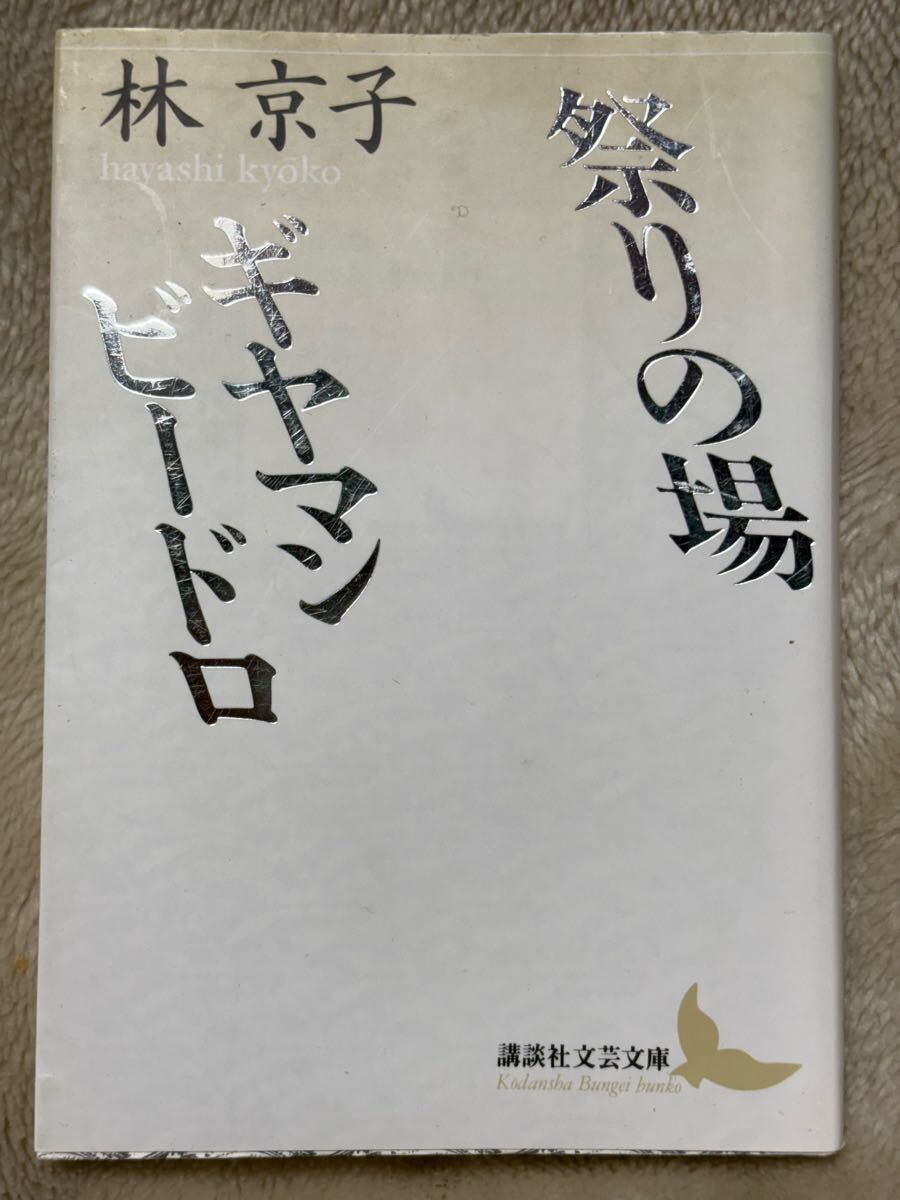 林 京子
hayashi kyōko
祭りの場
ギヤマン
ビードロ
講談社文芸文庫
Kōdansha Bungei bunko